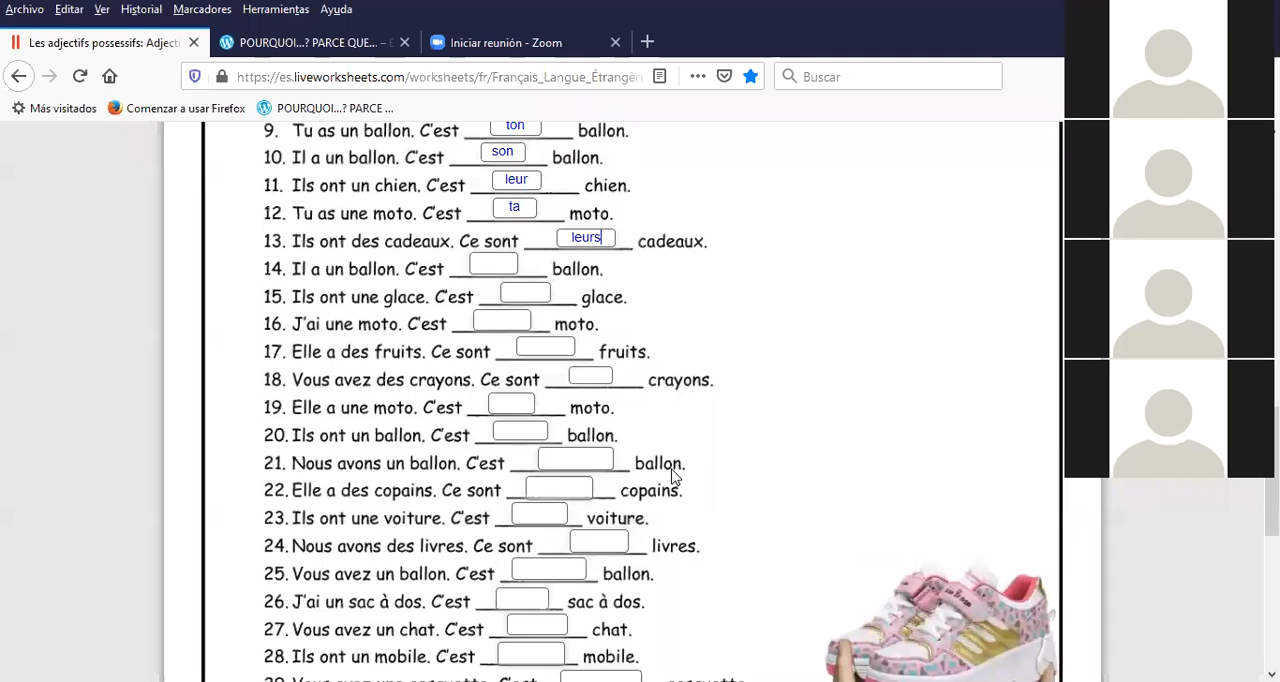 Archivo Editar Ver Historial Marcadores Herramientas Ayuda
Les adjectifs possessifs: Adjecti × POURQUOI...? PARCE QUE... – E × Iniciar reunión - Zoom × +
https://es.liveworksheets.com/worksheets/fr/Français_Langue_Étrangèr ••• Buscar
Más visitados Comenzar a usar Firefox POURQUOI...? PARCE ...
9. Tu as un ballon. C'est ton ballon.
10. Il a un ballon. C'est son ballon.
11. Ils ont un chien. C'est leur chien.
12. Tu as une moto. C'est ta moto.
13. Ils ont des cadeaux. Ce sont leurs cadeaux.
14. Il a un ballon. C'est ballon.
15. Ils ont une glace. C'est glace.
16. J'ai une moto. C'est moto.
17. Elle a des fruits. Ce sont fruits.
18. Vous avez des crayons. Ce sont crayons.
19. Elle a une moto. C'est moto.
20. Ils ont un ballon. C'est ballon.
21. Nous avons un ballon. C'est ballon.
22. Elle a des copains. Ce sont copains.
23. Ils ont une voiture. C'est voiture.
24. Nous avons des livres. Ce sont livres.
25. Vous avez un ballon. C'est ballon.
26. J'ai un sac à dos. C'est sac à dos.
27. Vous avez un chat. C'est chat.
28. Ils ont un mobile. C'est mobile.